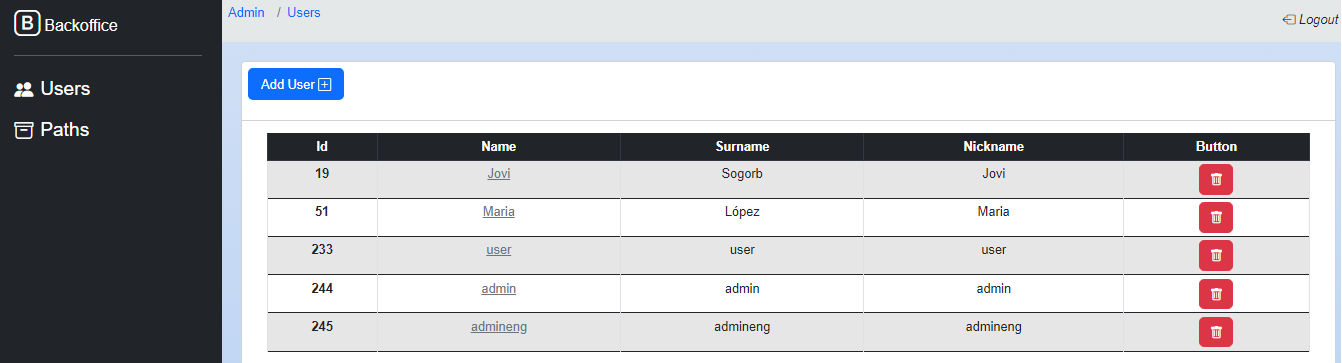 B Backoffice
Admin / Users
Logout
Users
Paths
Add User
Id Name Surname Nickname Button
19 Jovi Sogorb Jovi
51 Maria López Maria
233 user user user
244 admin admin admin
245 admineng admineng admineng